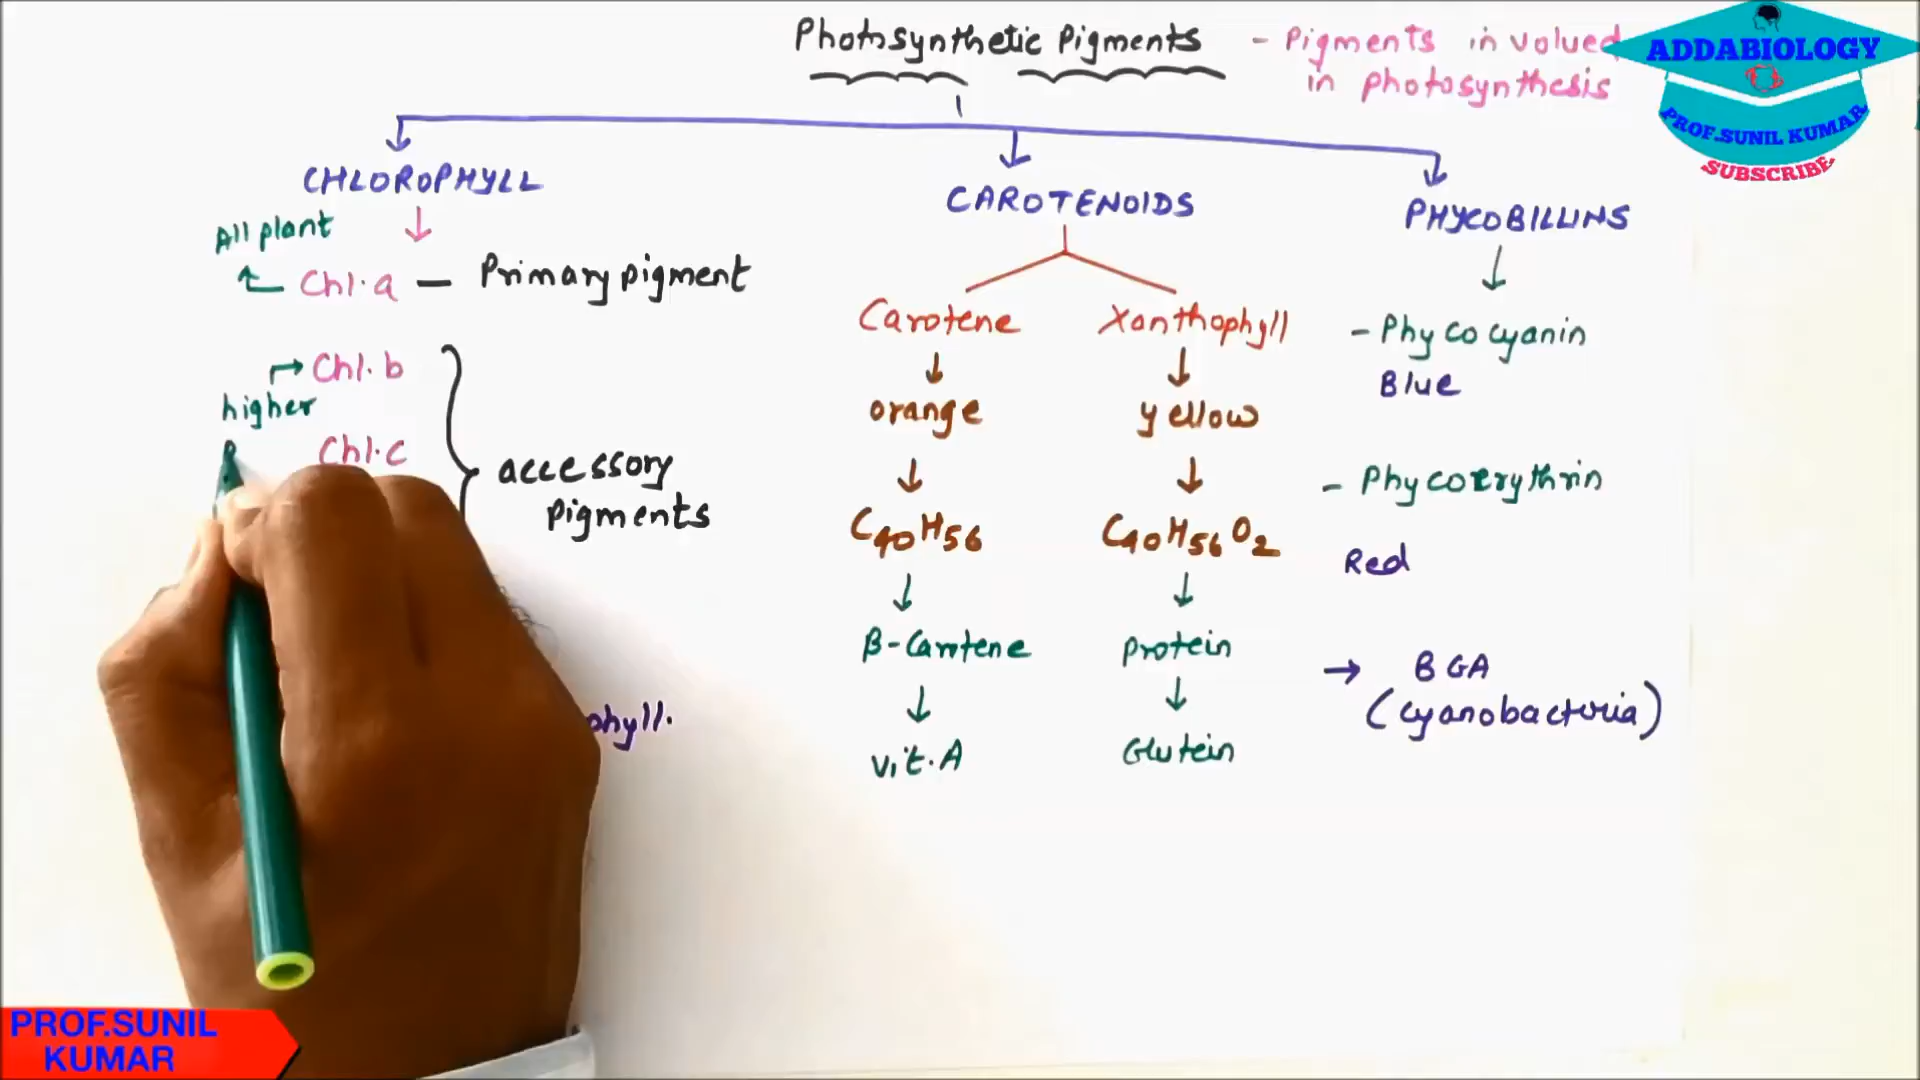 Photosynthetic Pigments - Pigments involued
in photosynthesis
ADDABIOLOGY
PROF.SUNIL KUMAR
SUBSCRIBE
CHLOROPHYLL
All plant
Chl.a — Primary pigment
Chl.b
higher
Chl.c
accessory
pigments
phyll.
CAROTENOIDS
Carotene
orange
C40H56
β-Carotene
vit.A
Xanthophyll
yellow
C40H56O2
protein
Glutein
PHYCOBILLINS
- Phycocyanin
Blue
- Phycoerythrin
Red
→ BGA
(cyanobacteria)
PROF.SUNIL
KUMAR